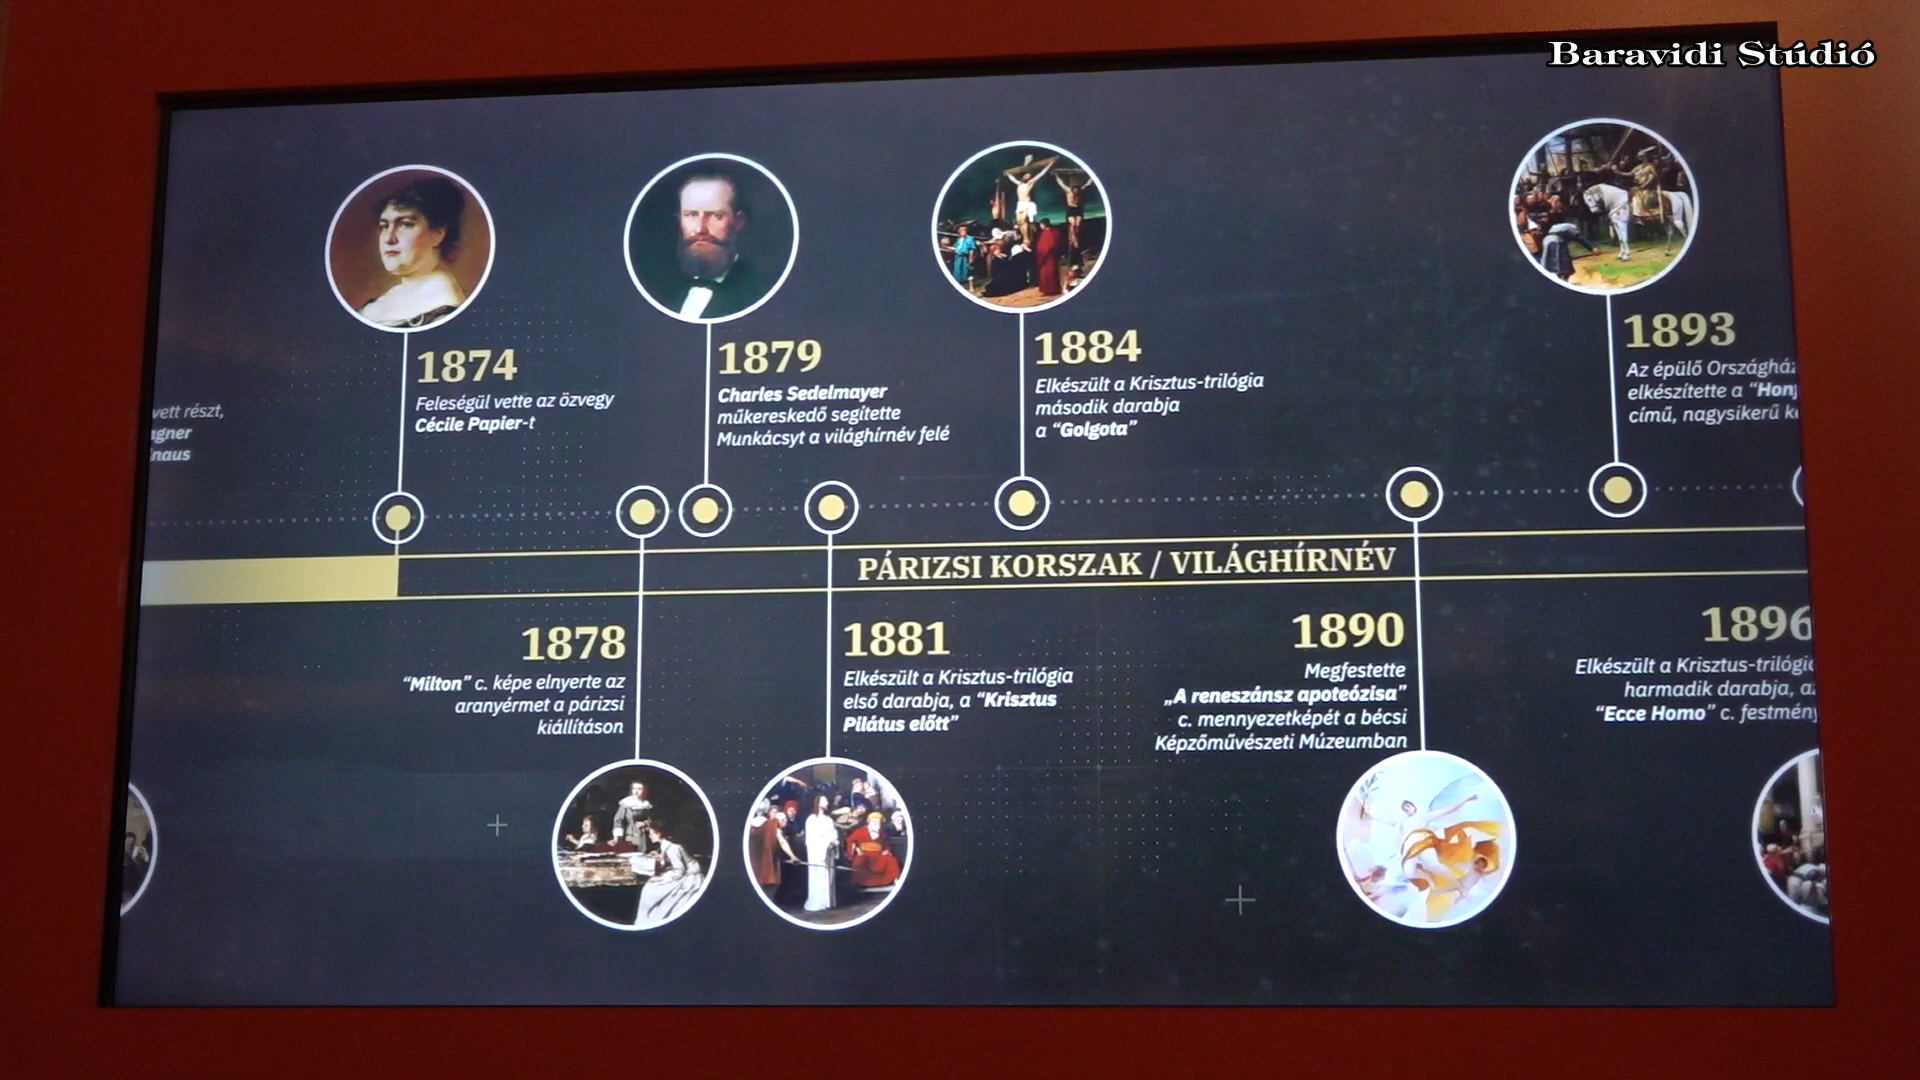 Baravidi Stúdió
vett részt,
1874
Feleségül vette az özvegy
Cécile Papier-t
1879
Charles Sedelmayer
műkereskedő segítette
Munkácsyt a világhírnév felé
1884
Elkészült a Krisztus-trilógia
második darabja
a “Golgota”
1893
Az épülő
elkészítette a
című, nagysikerű
PÁRIZSI KORSZAK / VILÁGHÍRNÉV
1878
“Milton” c. képe elnyerte az
aranyérmet a párizsi
kiállításon
1881
Elkészült a Krisztus-trilógia
első darabja, a “Krisztus
Pilátus előtt”
1890
Megfestette
„A reneszánsz apoteózisa”
c. mennyezetképét a bécsi
Képzőművészeti Múzeumban
1896
Elkészült a
harmadik darabja,
“Ecce Homo” c.